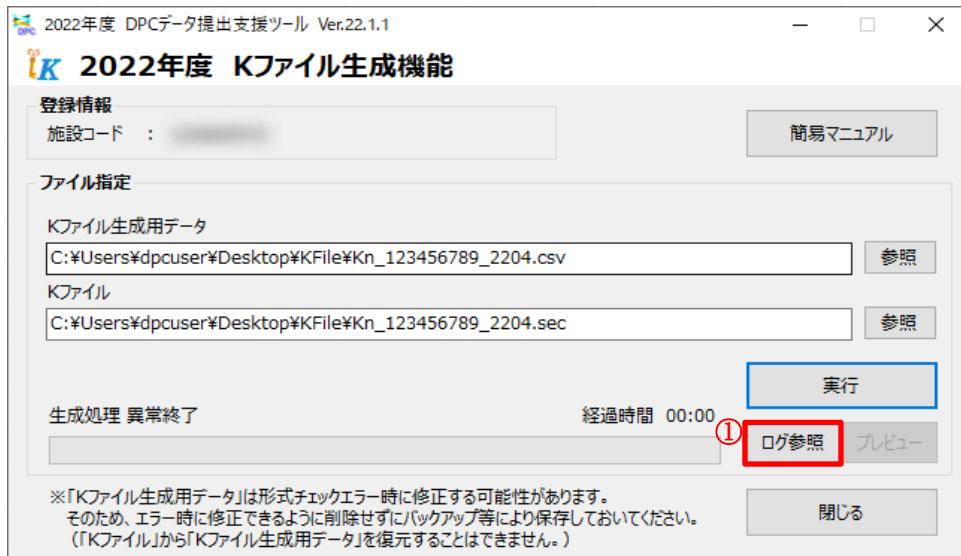 2022年度 DPCデータ提出支援ツール Ver.22.1.1
2022年度 Kファイル生成機能
登録情報
施設コード :
簡易マニュアル
ファイル指定
Kファイル生成用データ
C:¥Users¥dpcuser¥Desktop¥KFile¥Kn_123456789_2204.csv
参照
Kファイル
C:¥Users¥dpcuser¥Desktop¥KFile¥Kn_123456789_2204.sec
参照
実行
生成処理 異常終了
経過時間 00:00
①
ログ参照
プレビュー
※「Kファイル生成用データ」は形式チェックエラー時に修正する可能性があります。
そのため、エラー時に修正できるように削除せずにバックアップ等により保存しておいてください。
(「Kファイル」から「Kファイル生成用データ」を復元することはできません。)
閉じる